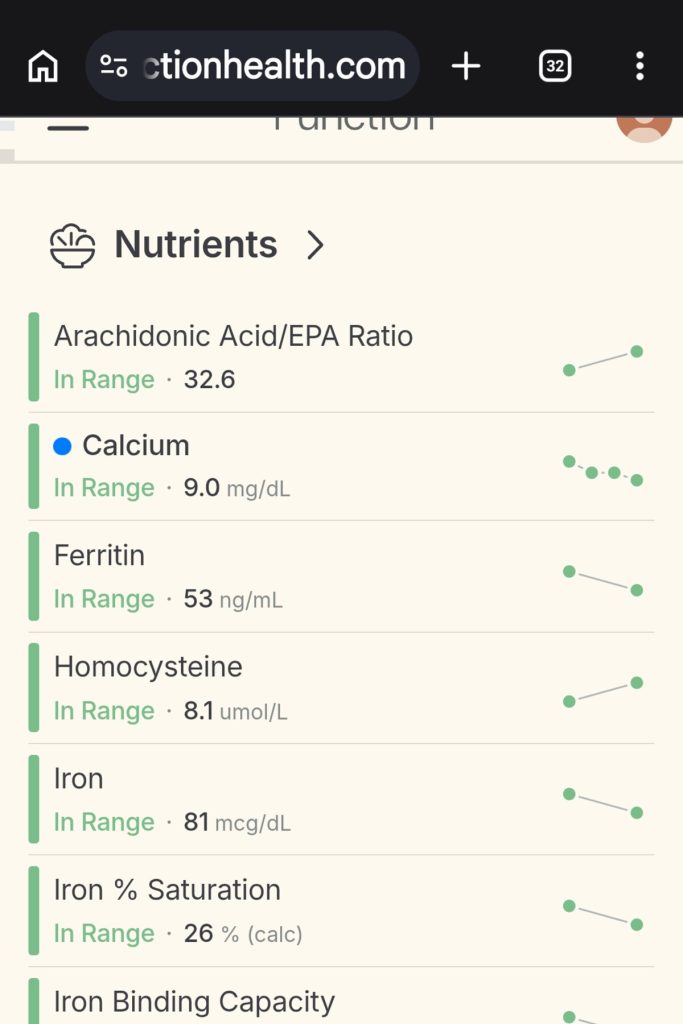 ctionhealth.com
32
Function
Nutrients
Arachidonic Acid/EPA Ratio
In Range · 32.6
Calcium
In Range · 9.0 mg/dL
Ferritin
In Range · 53 ng/mL
Homocysteine
In Range · 8.1 umol/L
Iron
In Range · 81 mcg/dL
Iron % Saturation
In Range · 26 % (calc)
Iron Binding Capacity